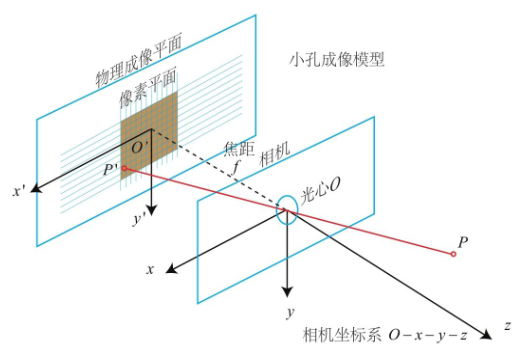 小孔成像模型
物理成像平面
像素平面
O'
P'
x'
y'
焦距
f
相机
光心O
P
x
y
z
相机坐标系 O-x-y-z